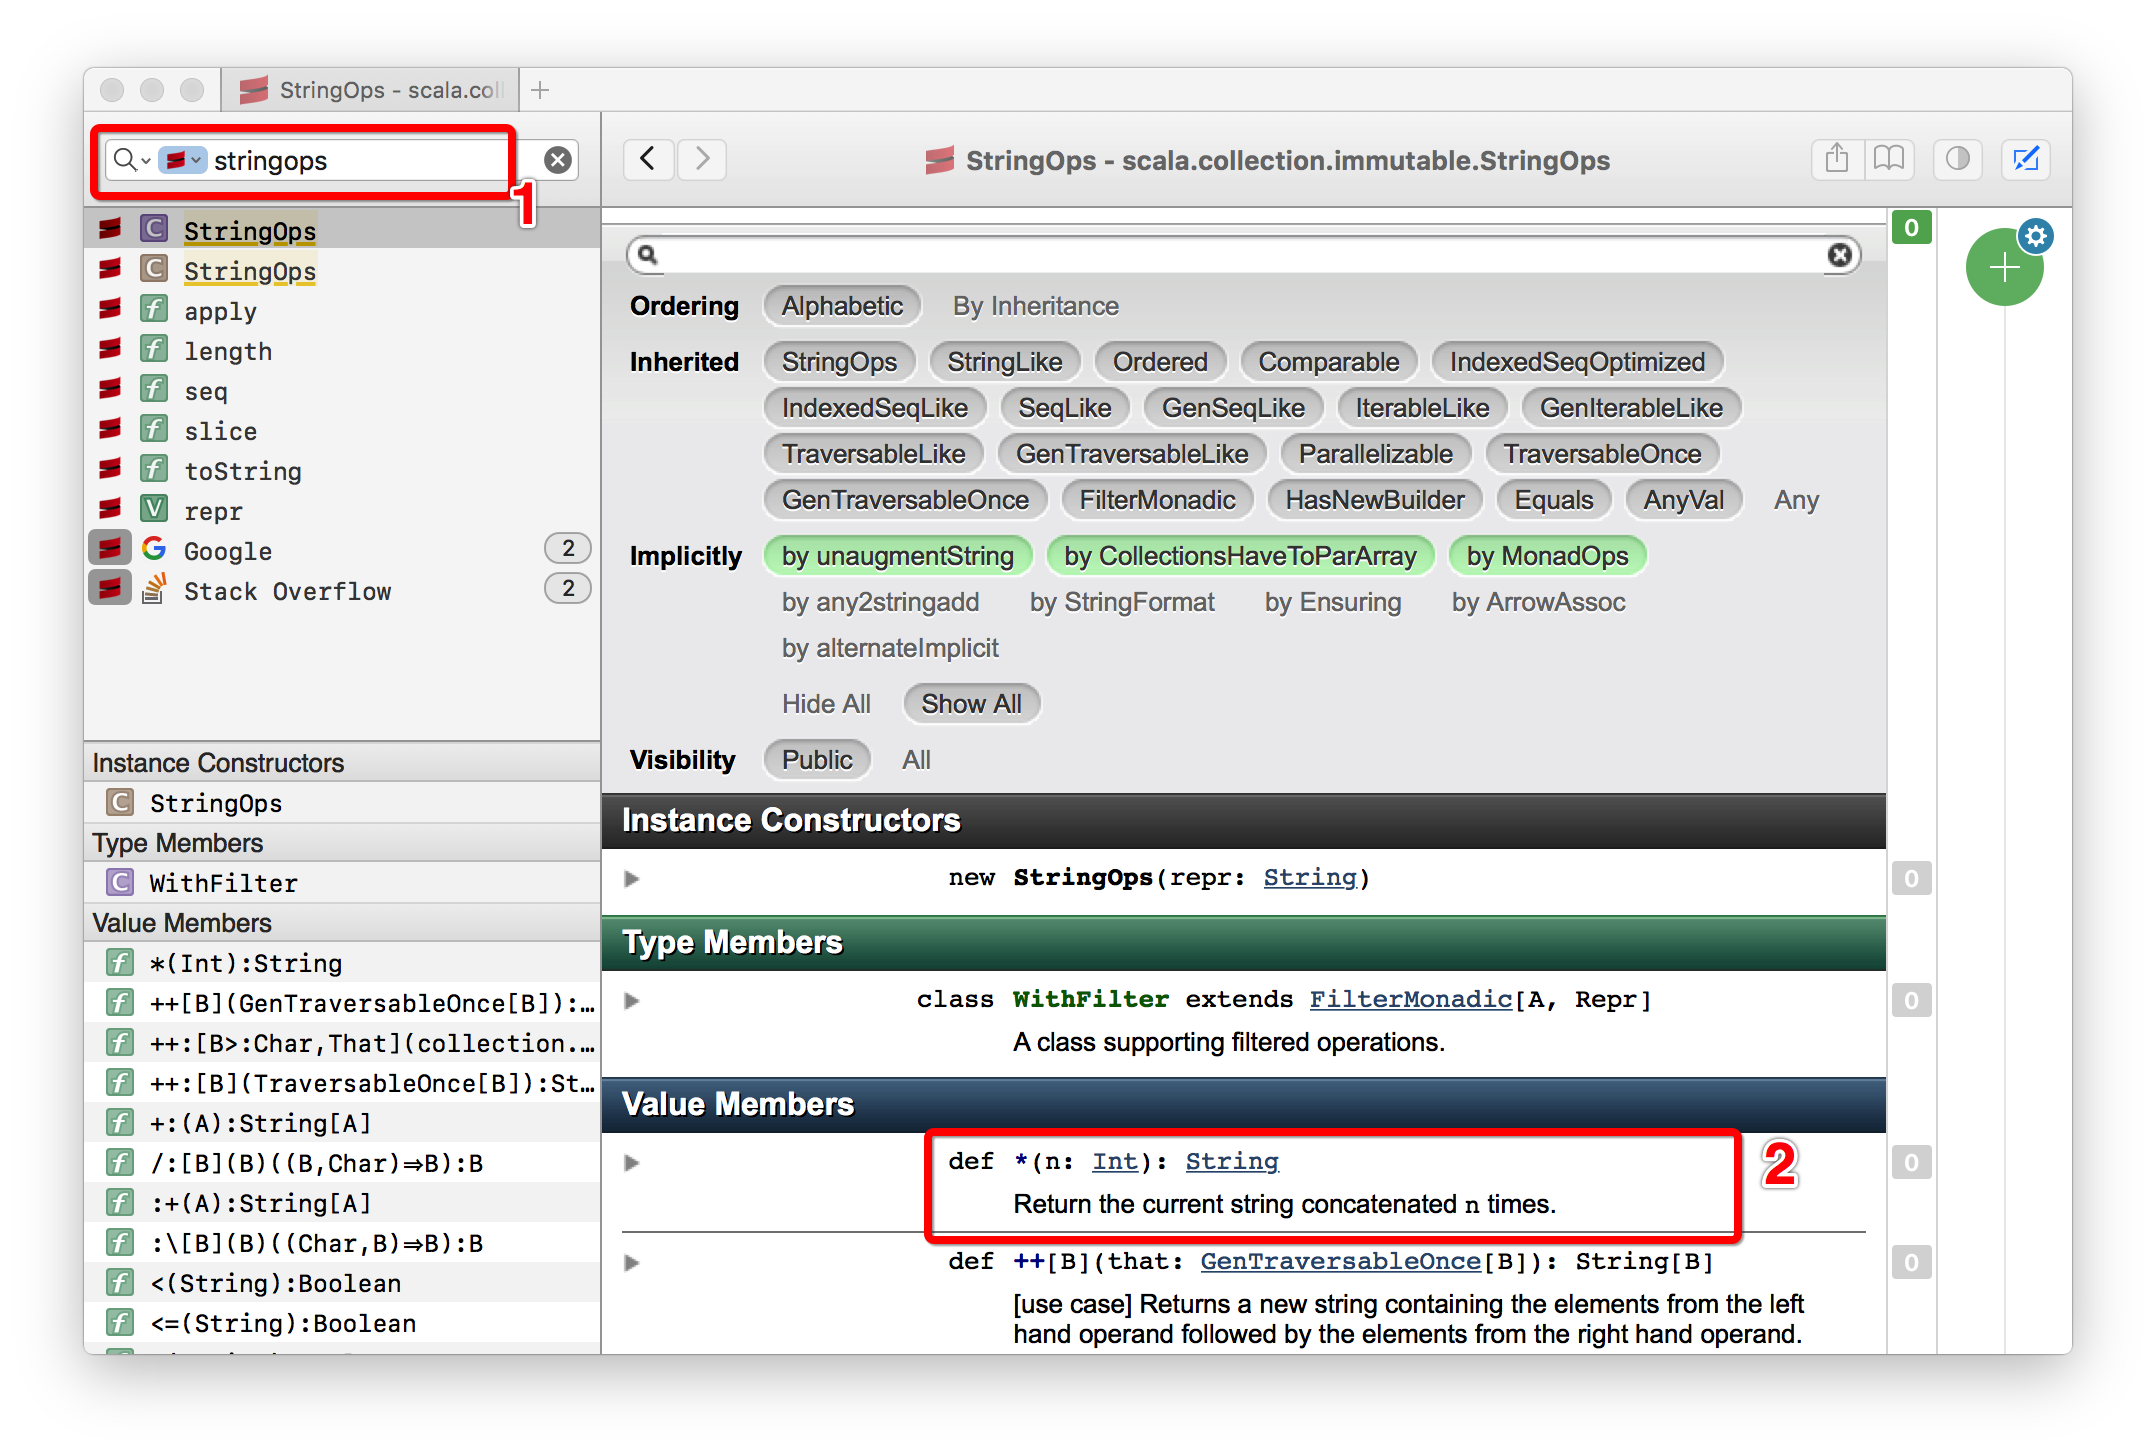 StringOps - scala.col
stringops
1
StringOps - scala.collection.immutable.StringOps
C StringOps
C StringOps
f apply
f length
f seq
f slice
f toString
V repr
Google 2
Stack Overflow 2
Instance Constructors
C StringOps
Type Members
C WithFilter
Value Members
f *(Int):String
f ++[B](GenTraversableOnce[B]):…
f ++:[B>:Char,That](collection.…
f ++:[B](TraversableOnce[B]):St…
f +:(A):String[A]
f /:[B](B)((B,Char)⇒B):B
f :+(A):String[A]
f :\[B](B)((Char,B)⇒B):B
f <(String):Boolean
f <=(String):Boolean
0
Ordering Alphabetic By Inheritance
Inherited StringOps StringLike Ordered Comparable IndexedSeqOptimized
IndexedSeqLike SeqLike GenSeqLike IterableLike GenIterableLike
TraversableLike GenTraversableLike Parallelizable TraversableOnce
GenTraversableOnce FilterMonadic HasNewBuilder Equals AnyVal Any
Implicitly by unaugmentString by CollectionsHaveToParArray by MonadOps
by any2stringadd by StringFormat by Ensuring by ArrowAssoc
by alternateImplicit
Hide All Show All
Visibility Public All
Instance Constructors
new StringOps(repr: String) 0
Type Members
class WithFilter extends FilterMonadic[A, Repr] 0
A class supporting filtered operations.
Value Members
def *(n: Int): String 2 0
Return the current string concatenated n times.
def ++[B](that: GenTraversableOnce[B]): String[B] 0
[use case] Returns a new string containing the elements from the left
hand operand followed by the elements from the right hand operand.